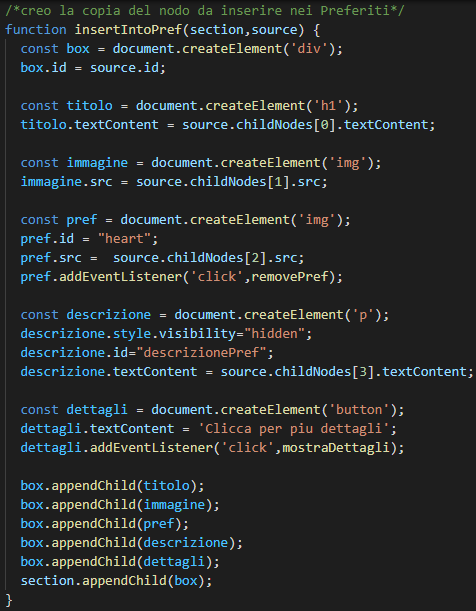 /*creo la copia del nodo da inserire nei Preferiti*/
function insertIntoPref(section,source) {
  const box = document.createElement('div');
  box.id = source.id;

  const titolo = document.createElement('h1');
  titolo.textContent = source.childNodes[0].textContent;

  const immagine = document.createElement('img');
  immagine.src = source.childNodes[1].src;

  const pref = document.createElement('img');
  pref.id = "heart";
  pref.src =  source.childNodes[2].src;
  pref.addEventListener('click',removePref);

  const descrizione = document.createElement('p');
  descrizione.style.visibility="hidden";
  descrizione.id="descrizionePref";
  descrizione.textContent = source.childNodes[3].textContent;

  const dettagli = document.createElement('button');
  dettagli.textContent = 'Clicca per piu dettagli';
  dettagli.addEventListener('click',mostraDettagli);

  box.appendChild(titolo);
  box.appendChild(immagine);
  box.appendChild(pref);
  box.appendChild(descrizione);
  box.appendChild(dettagli);
  section.appendChild(box);
}